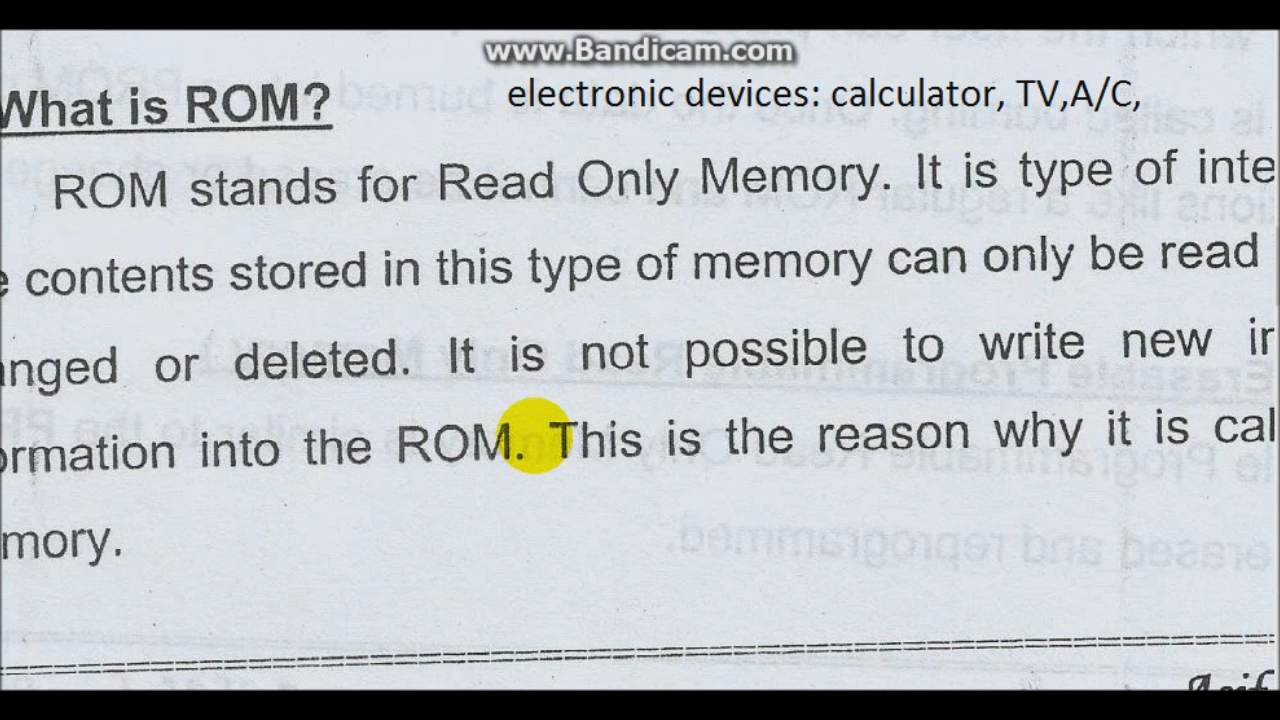 www.Bandicam.com
What is ROM?
electronic devices: calculator, TV,A/C,
ROM stands for Read Only Memory. It is type of inte
e contents stored in this type of memory can only be read
anged or deleted. It is not possible to write new in
ormation into the ROM. This is the reason why it is cal
mory.